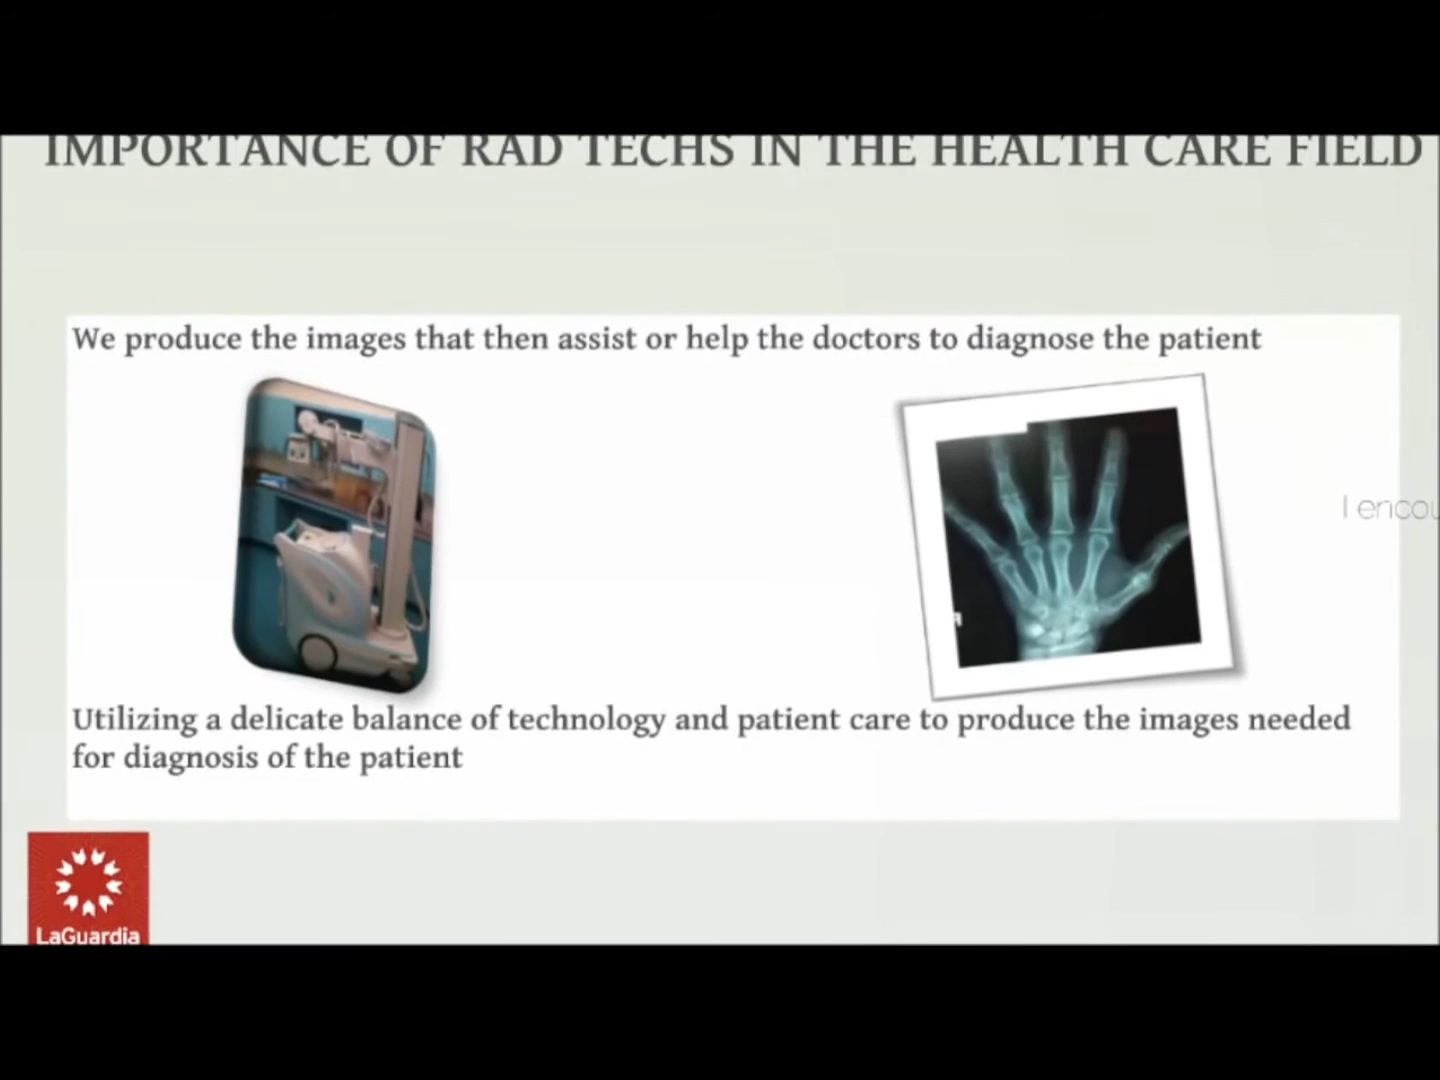 IMPORTANCE OF RAD TECHS IN THE HEALTH CARE FIELD
We produce the images that then assist or help the doctors to diagnose the patient
I encou
Utilizing a delicate balance of technology and patient care to produce the images needed
for diagnosis of the patient
LaGuardia